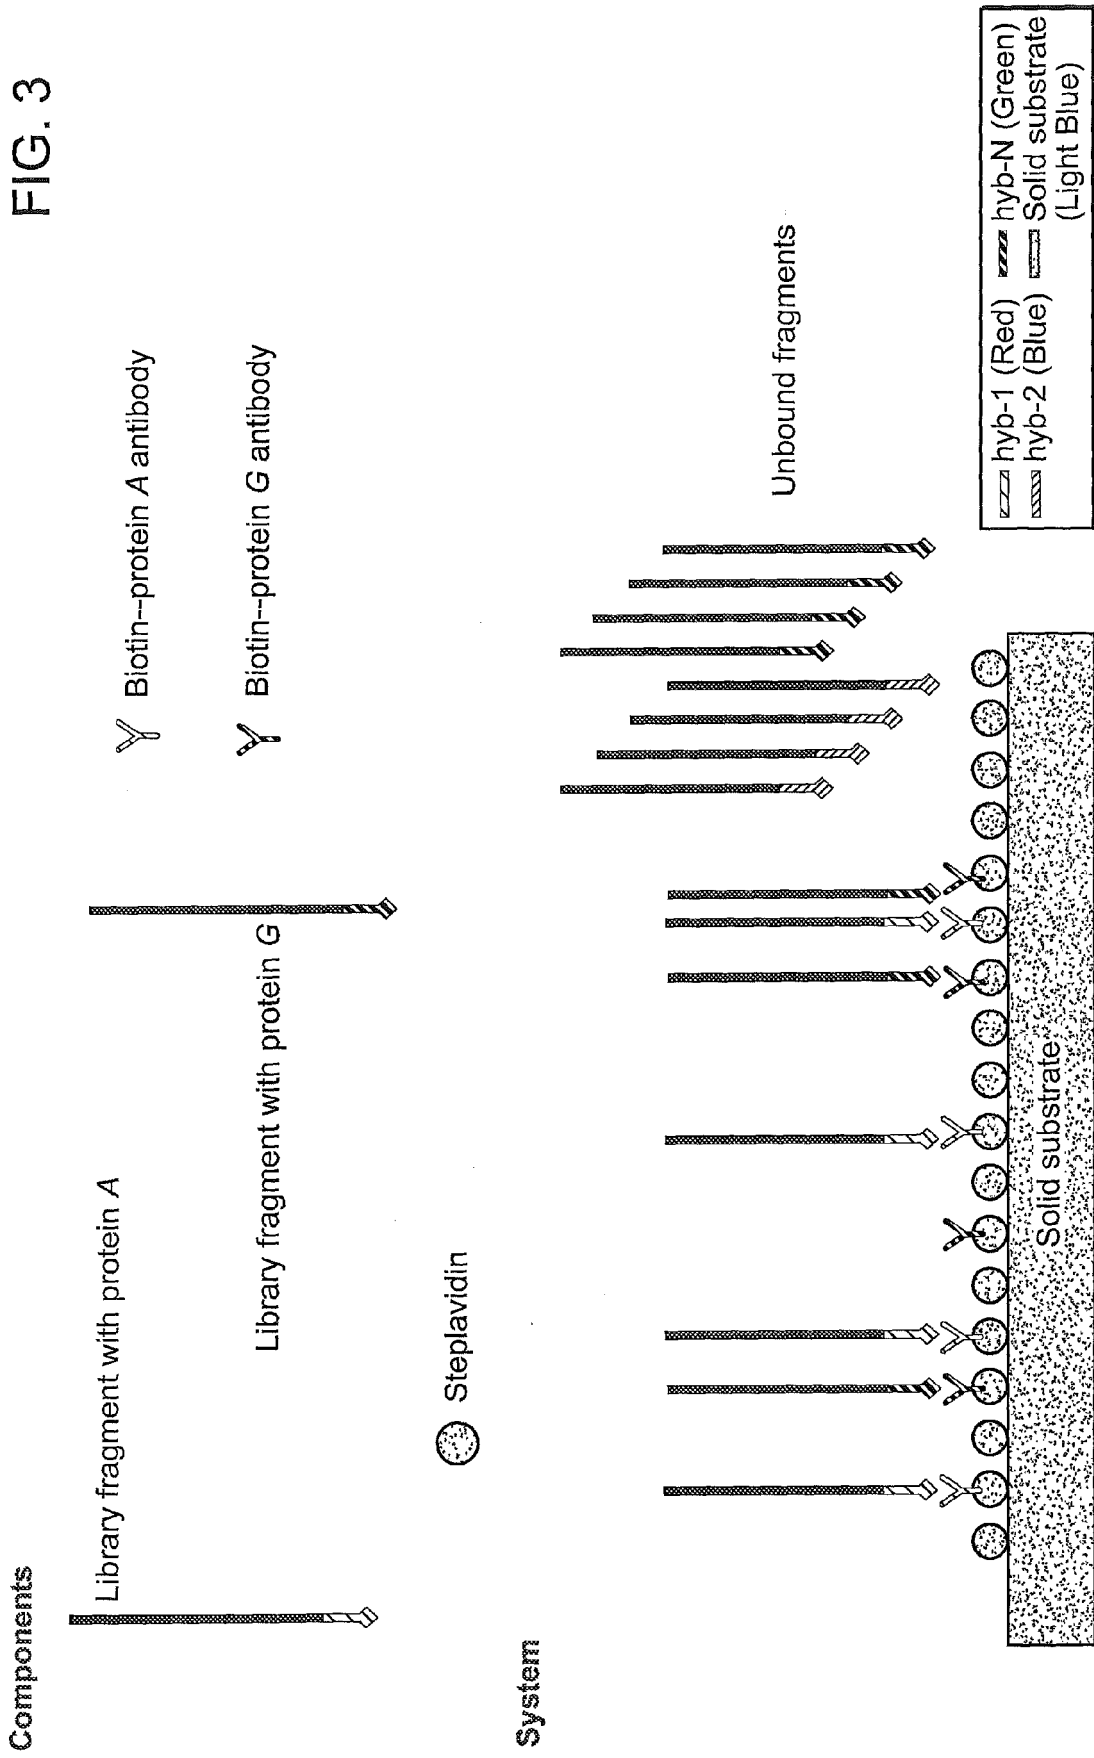 FIG. 3
Components
Library fragment with protein A
Library fragment with protein G
Biotin--protein A antibody
Biotin--protein G antibody
Steplavidin
System
Unbound fragments
Solid substrate
hyb-1 (Red)
hyb-2 (Blue)
hyb-N (Green)
Solid substrate
(Light Blue)